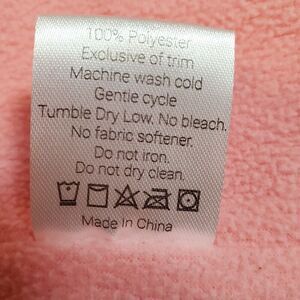 100% Polyester
Exclusive of trim
Machine wash cold
Gentle cycle
Tumble Dry Low. No bleach.
No fabric softener.
Do not iron.
Do not dry clean.
Made In China